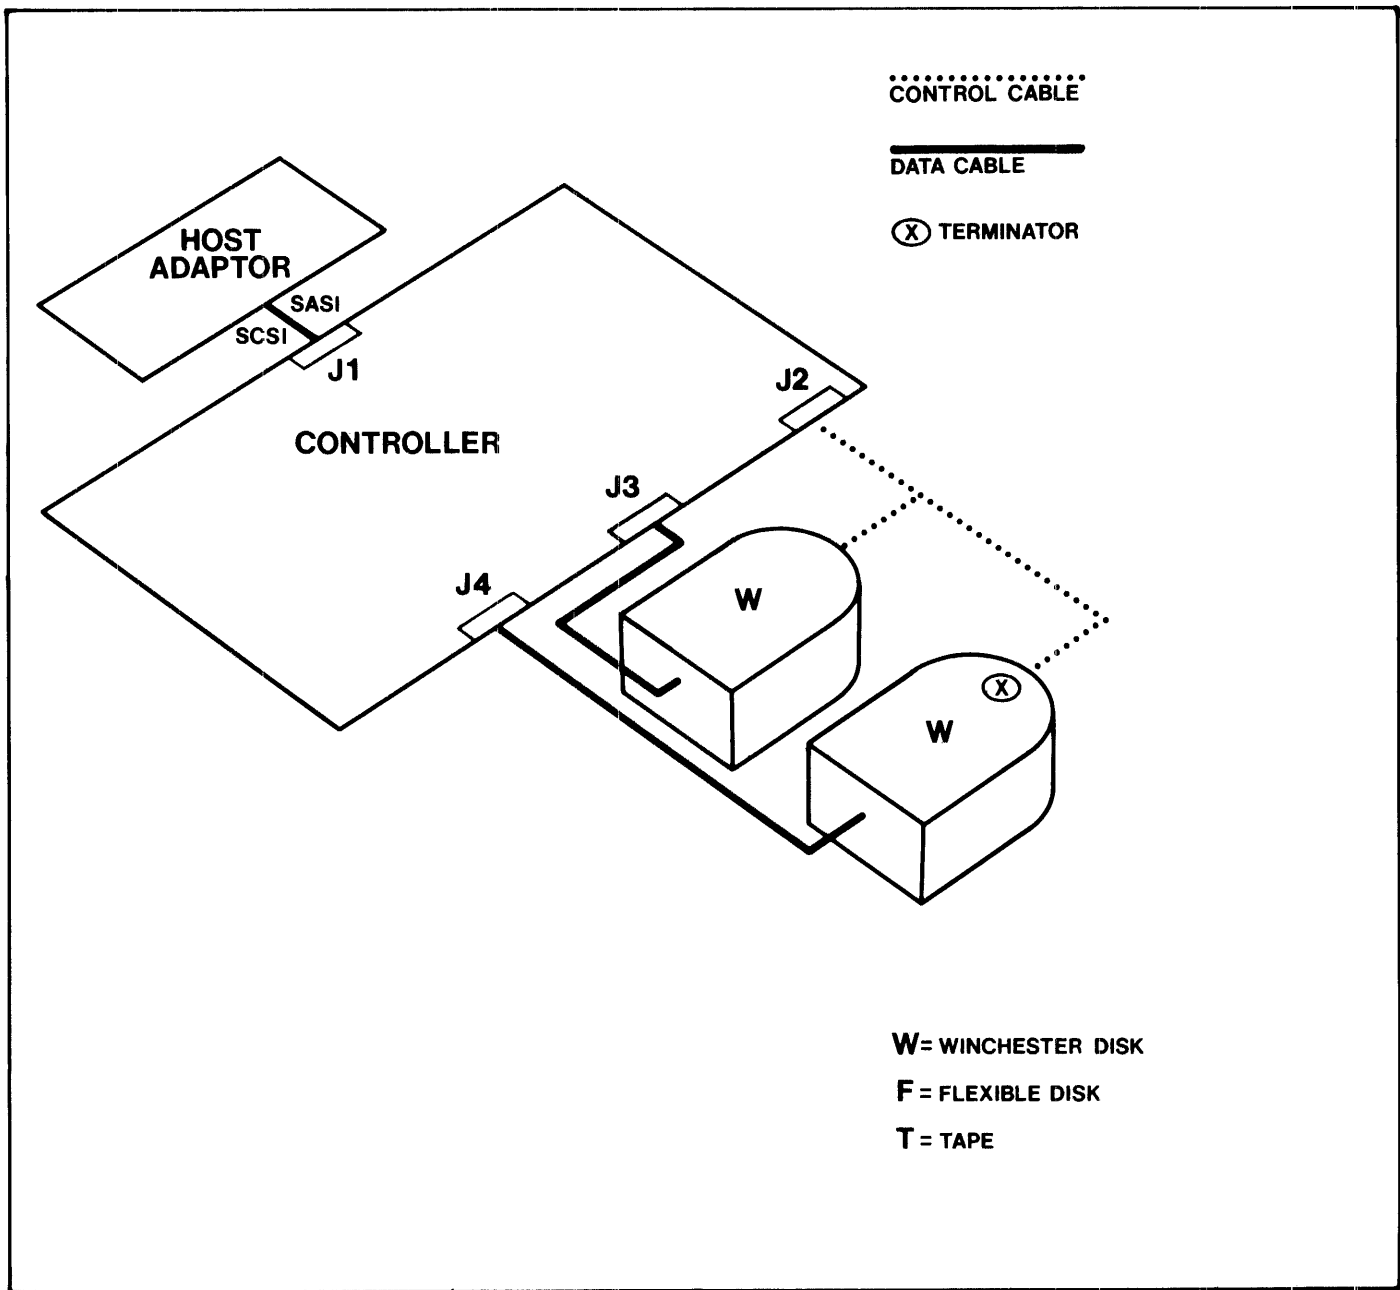 CONTROL CABLE
DATA CABLE
X TERMINATOR
HOST
ADAPTOR
SASI
SCSI
J1
J2
CONTROLLER
J3
J4
W
X
W
W= WINCHESTER DISK
F= FLEXIBLE DISK
T= TAPE